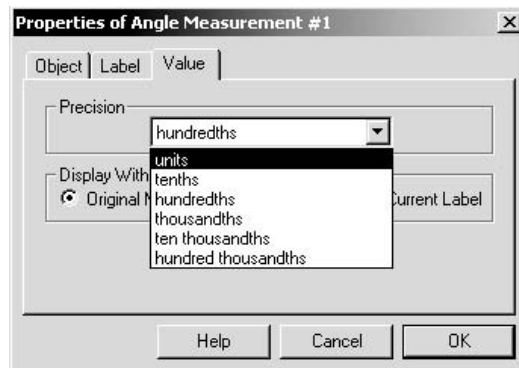 Properties of Angle Measurement #1
Object Label Value
Precision
hundredths
units
tenths
hundredths
thousandths
ten thousandths
hundred thousandths
Display With
Original M
Current Label
Help Cancel OK